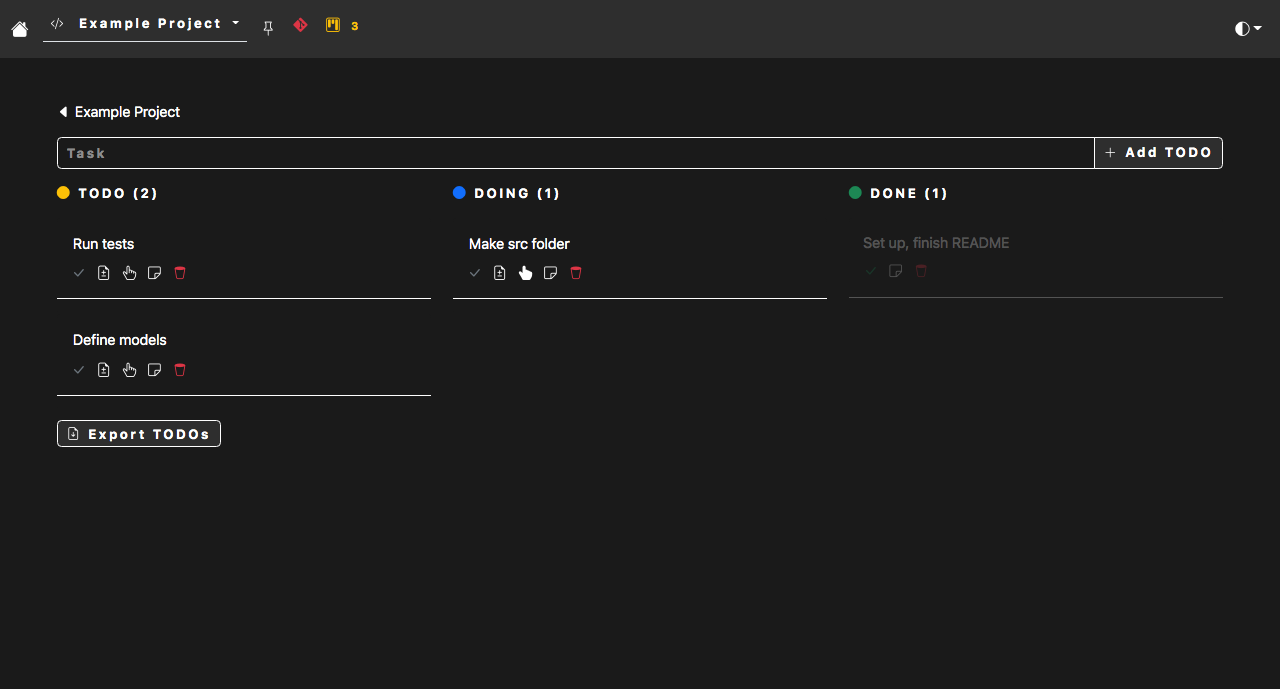 </> Example Project
3
Example Project
Task
+ Add TODO
TODO (2)
Run tests
Define models
Export TODOs
DOING (1)
Make src folder
DONE (1)
Set up, finish README